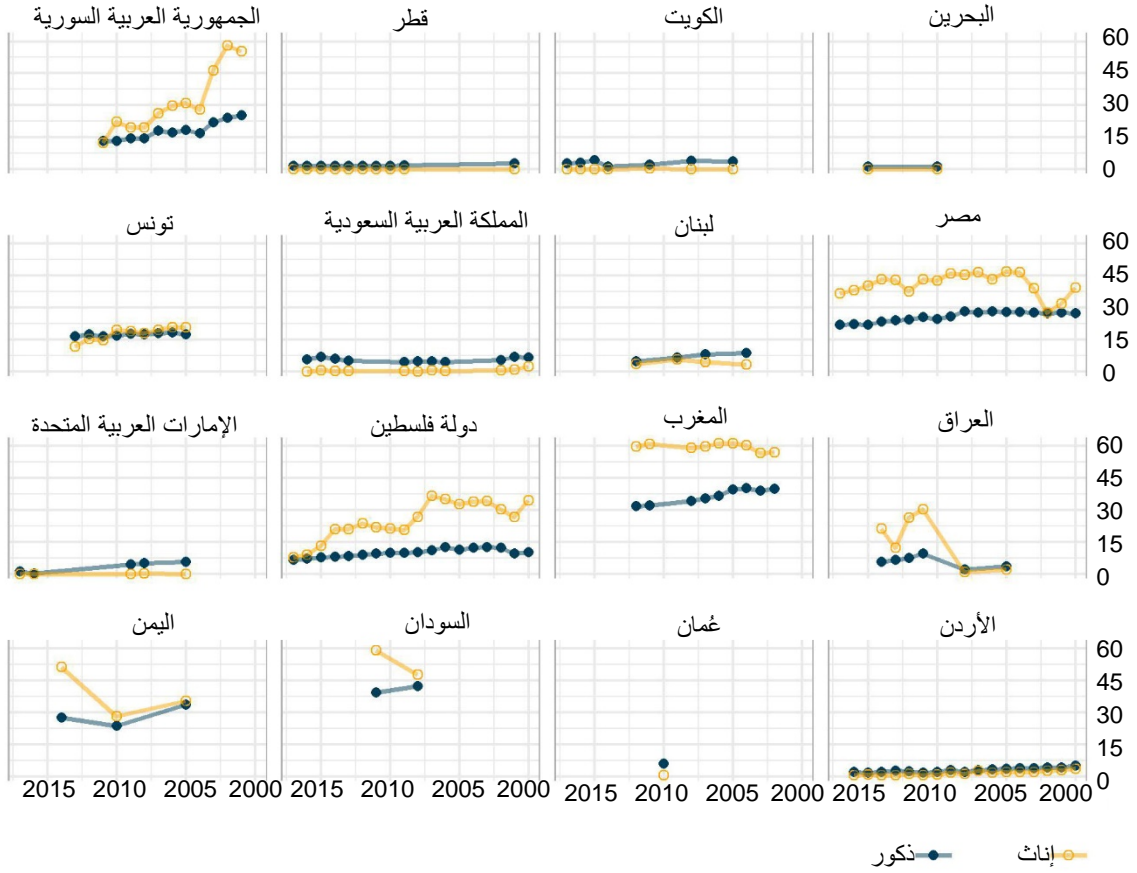 البحرين
الكويت
قطر
الجمهورية العربية السورية
60
45
30
15
0
مصر
لبنان
المملكة العربية السعودية
تونس
60
45
30
15
0
العراق
المغرب
دولة فلسطين
الإمارات العربية المتحدة
60
45
30
15
0
الأردن
عُمان
السودان
اليمن
60
45
30
15
0
2015 2010 2005 2000
2015 2010 2005 2000
2015 2010 2005 2000
2015 2010 2005 2000
إناث
ذكور